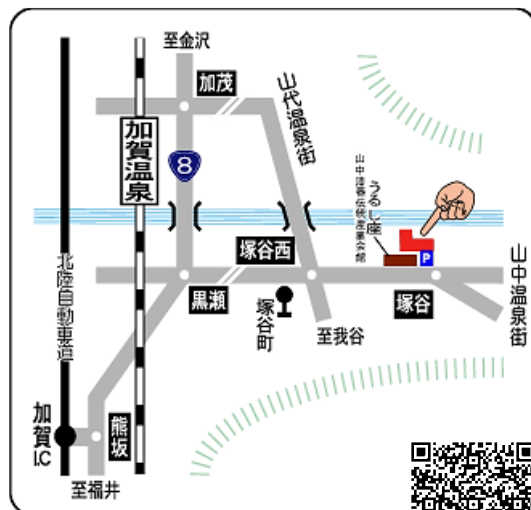 至金沢
加茂
山代温泉街
加賀温泉
8
山中漆器伝統産業会館
うるし座
P
北陸自動車道
塚谷西
黒瀬
塚谷町
塚谷
山中温泉街
至我谷
加賀I.C
熊坂
至福井